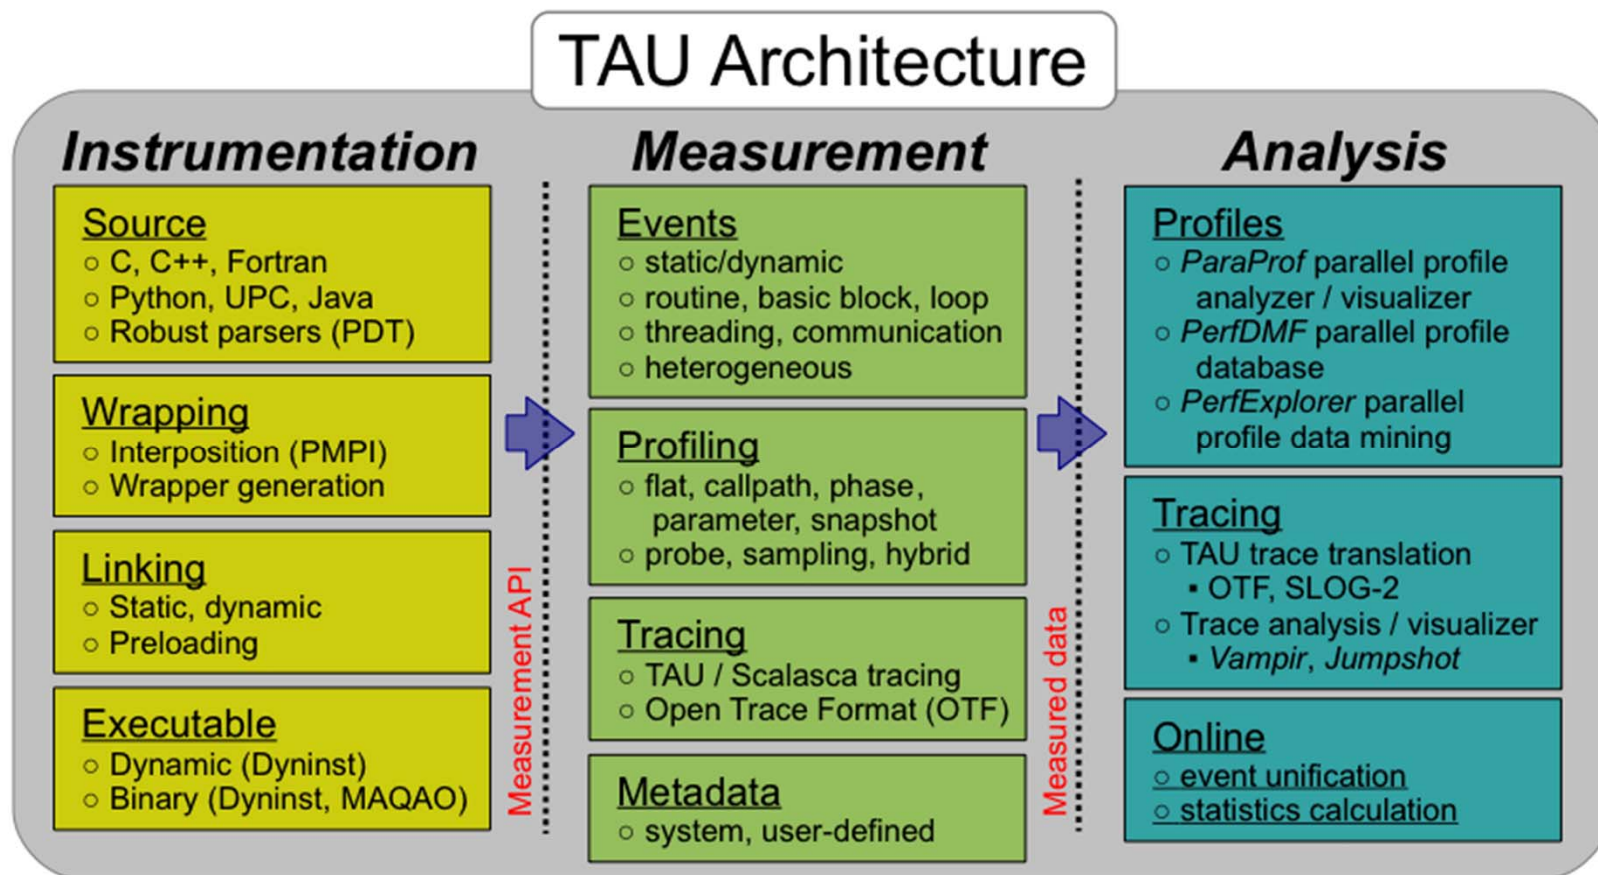 TAU Architecture
Instrumentation
Source
○ C, C++, Fortran
○ Python, UPC, Java
○ Robust parsers (PDT)
Wrapping
○ Interposition (PMPI)
○ Wrapper generation
Linking
○ Static, dynamic
○ Preloading
Executable
○ Dynamic (Dyninst)
○ Binary (Dyninst, MAQAO)
Measurement API
Measurement
Events
○ static/dynamic
○ routine, basic block, loop
○ threading, communication
○ heterogeneous
Profiling
○ flat, callpath, phase,
parameter, snapshot
○ probe, sampling, hybrid
Tracing
○ TAU / Scalasca tracing
○ Open Trace Format (OTF)
Metadata
○ system, user-defined
Measured data
Analysis
Profiles
○ ParaProf parallel profile
analyzer / visualizer
○ PerfDMF parallel profile
database
○ PerfExplorer parallel
profile data mining
Tracing
○ TAU trace translation
▪ OTF, SLOG-2
○ Trace analysis / visualizer
▪ Vampir, Jumpshot
Online
○ event unification
○ statistics calculation